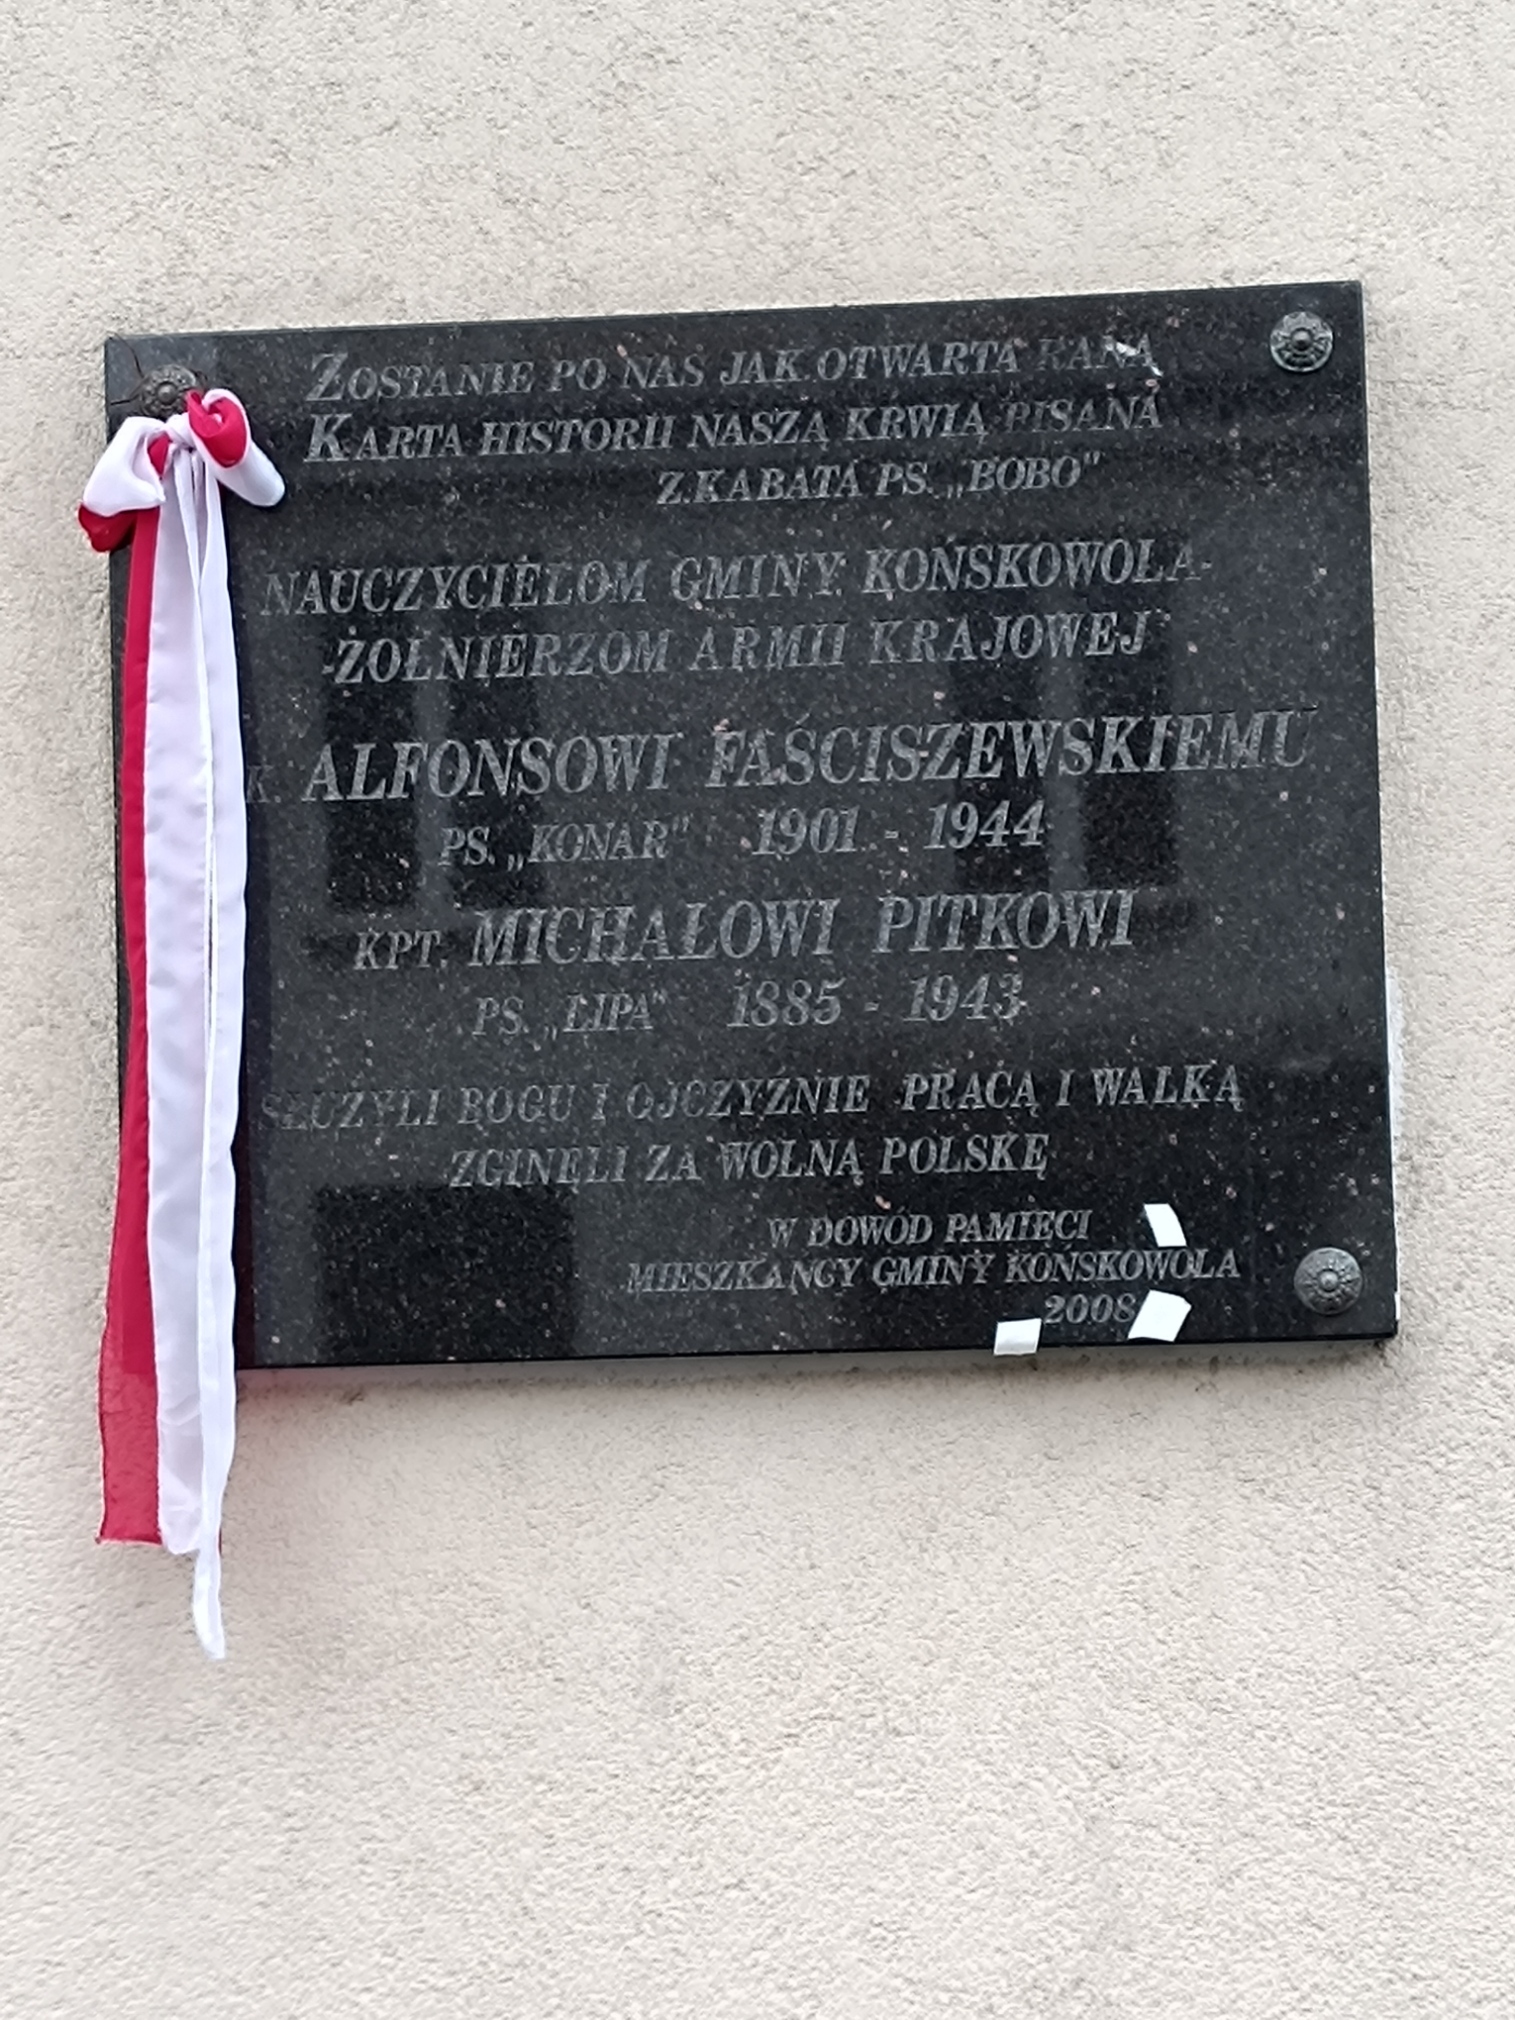 ZOSTANIE PO NAS JAK OTWARTA RANA
KARTA HISTORII NASZĄ KRWIĄ PISANA
Z.KABATA PS. „BOBO”
NAUCZYCIELOM GMINY KOŃSKOWOLA-
-ŻOŁNIERZOM ARMII KRAJOWEJ
K. ALFONSOWI FAŚCISZEWSKIEMU
PS. „KONAR” 1901 - 1944
KPT. MICHAŁOWI PITKOWI
PS. „LIPA” 1885 - 1943
SŁUŻYLI BOGU I OJCZYŹNIE PRACĄ I WALKĄ
ZGINĘLI ZA WOLNĄ POLSKĘ
W DOWÓD PAMIĘCI
MIESZKAŃCY GMINY KOŃSKOWOLA
2008